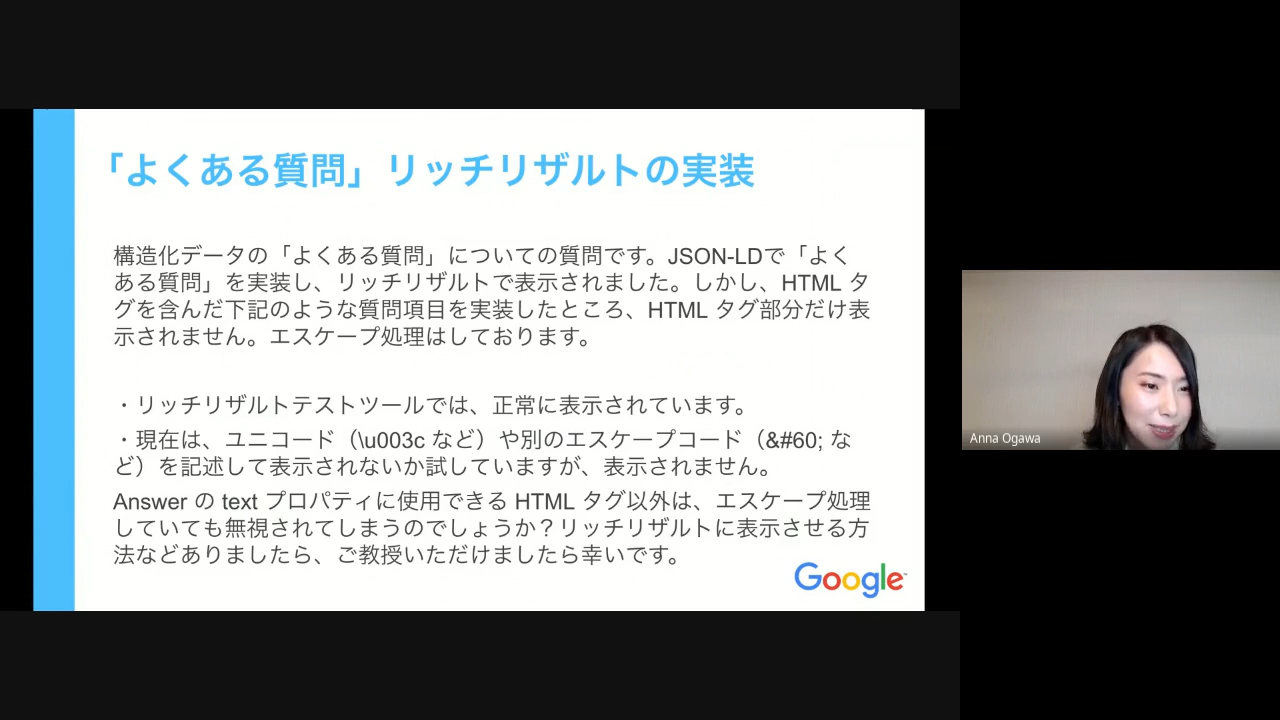 「よくある質問」リッチリザルトの実装
構造化データの「よくある質問」についての質問です。JSON-LDで「よく
ある質問」を実装し、リッチリザルトで表示されました。しかし、HTML タ
グを含んだ下記のような質問項目を実装したところ、HTML タグ部分だけ表
示されません。エスケープ処理はしております。
・リッチリザルトテストツールでは、正常に表示されています。
・現在は、ユニコード（\u003c など）や別のエスケープコード（&#60; な
ど）を記述して表示されないか試していますが、表示されません。
Answer の text プロパティに使用できる HTML タグ以外は、エスケープ処理
していても無視されてしまうのでしょうか？リッチリザルトに表示させる方
法などありましたら、ご教授いただけましたら幸いです。
Google
Anna Ogawa